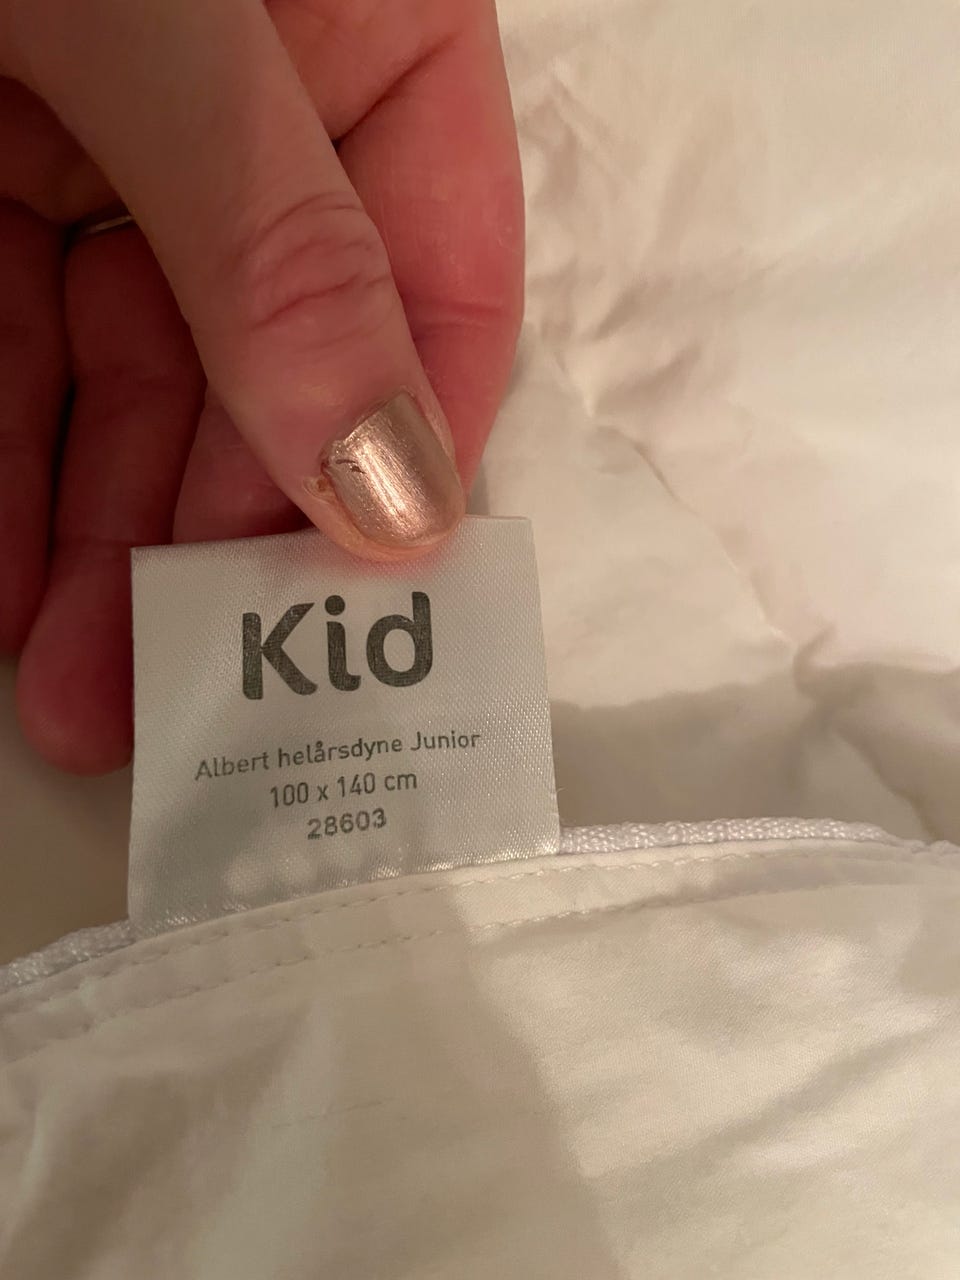 Kid
Albert helårsdyne Junior
100 x 140 cm
28603